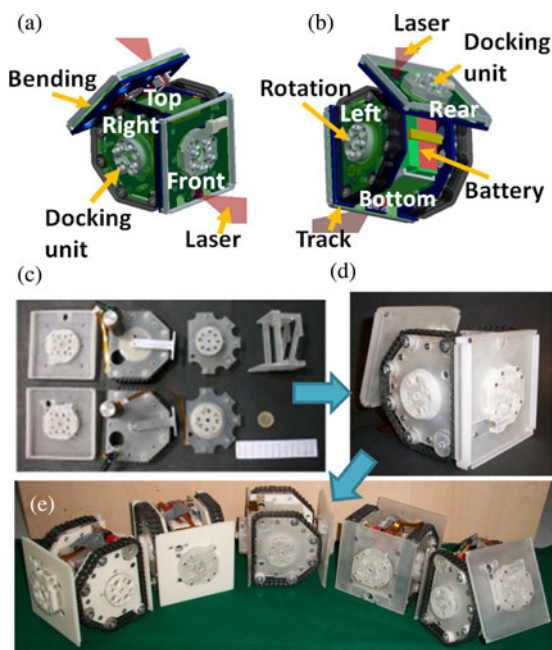 (a)
(b)
Laser
Docking
unit
Bending
Top
Rotation
Rear
Right
Left
Front
Docking
unit
Laser
Bottom
Battery
Track
(c)
(d)
(e)